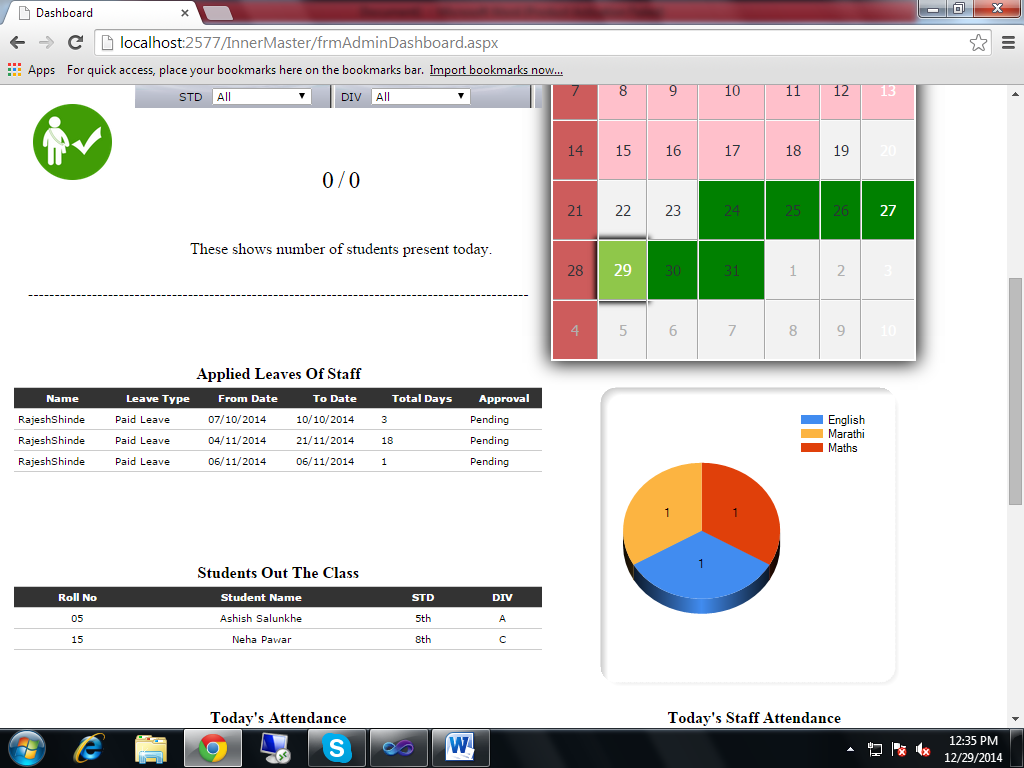 Dashboard
localhost:2577/InnerMaster/frmAdminDashboard.aspx
Apps For quick access, place your bookmarks here on the bookmarks bar. Import bookmarks now...
STD All DIV All
0 / 0
These shows number of students present today.
--------------------------------------------------------------------------------------------
7 8 9 10 11 12 13
14 15 16 17 18 19 20
21 22 23 24 25 26 27
28 29 30 31 1 2 3
4 5 6 7 8 9 10
Applied Leaves Of Staff
Name Leave Type From Date To Date Total Days Approval
RajeshShinde Paid Leave 07/10/2014 10/10/2014 3 Pending
RajeshShinde Paid Leave 04/11/2014 21/11/2014 18 Pending
RajeshShinde Paid Leave 06/11/2014 06/11/2014 1 Pending
English
Marathi
Maths
1 1
1
Students Out The Class
Roll No Student Name STD DIV
05 Ashish Salunkhe 5th A
15 Neha Pawar 8th C
Today's Attendance
Today's Staff Attendance
12:35 PM
12/29/2014